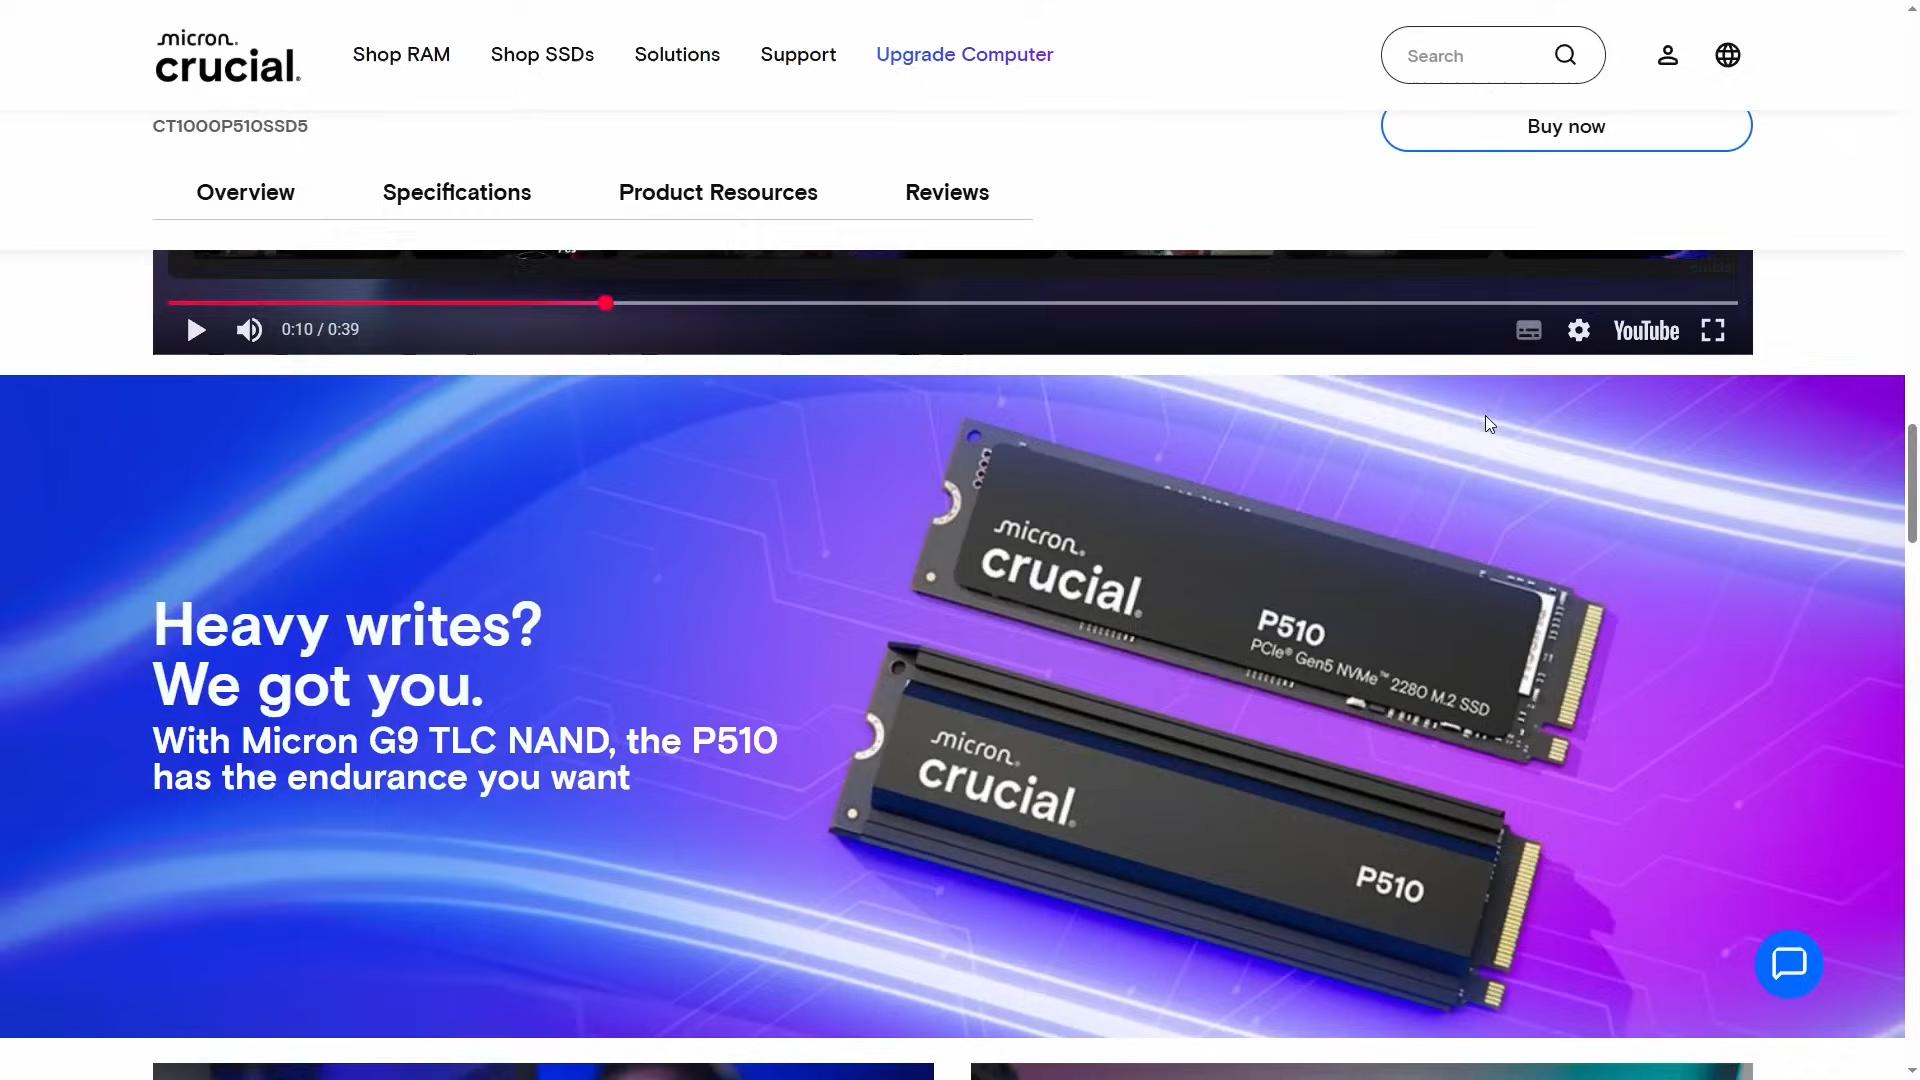 micron.
crucial.
Shop RAM
Shop SSDs
Solutions
Support
Upgrade Computer
Search
CT1000P510SSD5
Buy now
Overview
Specifications
Product Resources
Reviews
0:10 / 0:39
YouTube
micron.
crucial.
P510
PCIe® Gen5 NVMe™ 2280 M.2 SSD
Heavy writes?
We got you.
With Micron G9 TLC NAND, the P510
has the endurance you want
micron.
crucial.
P510